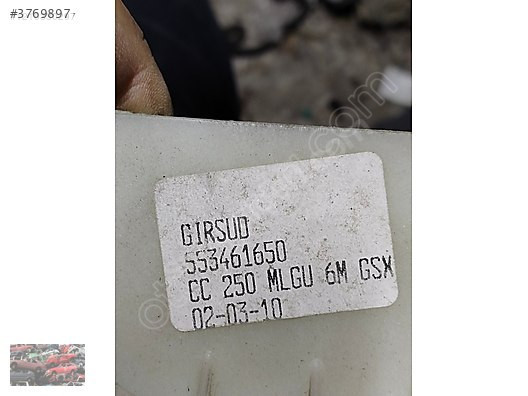 #3769897
GIRSUD
553461650
CC 250 MLGU 6M GSX
02-03-10